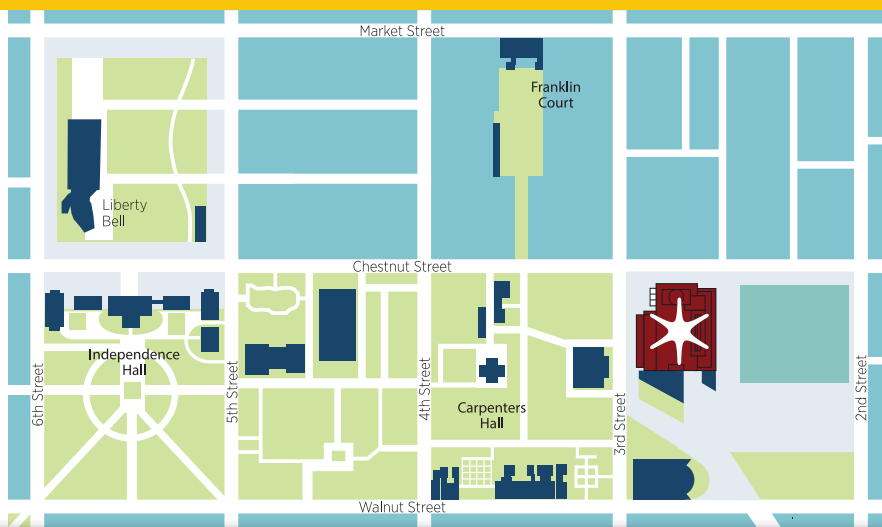 Market Street
Franklin
Court
Liberty
Bell
Chestnut Street
Independence
Hall
6th Street
5th Street
4th Street
Carpenters
Hall
3rd Street
2nd Street
Walnut Street